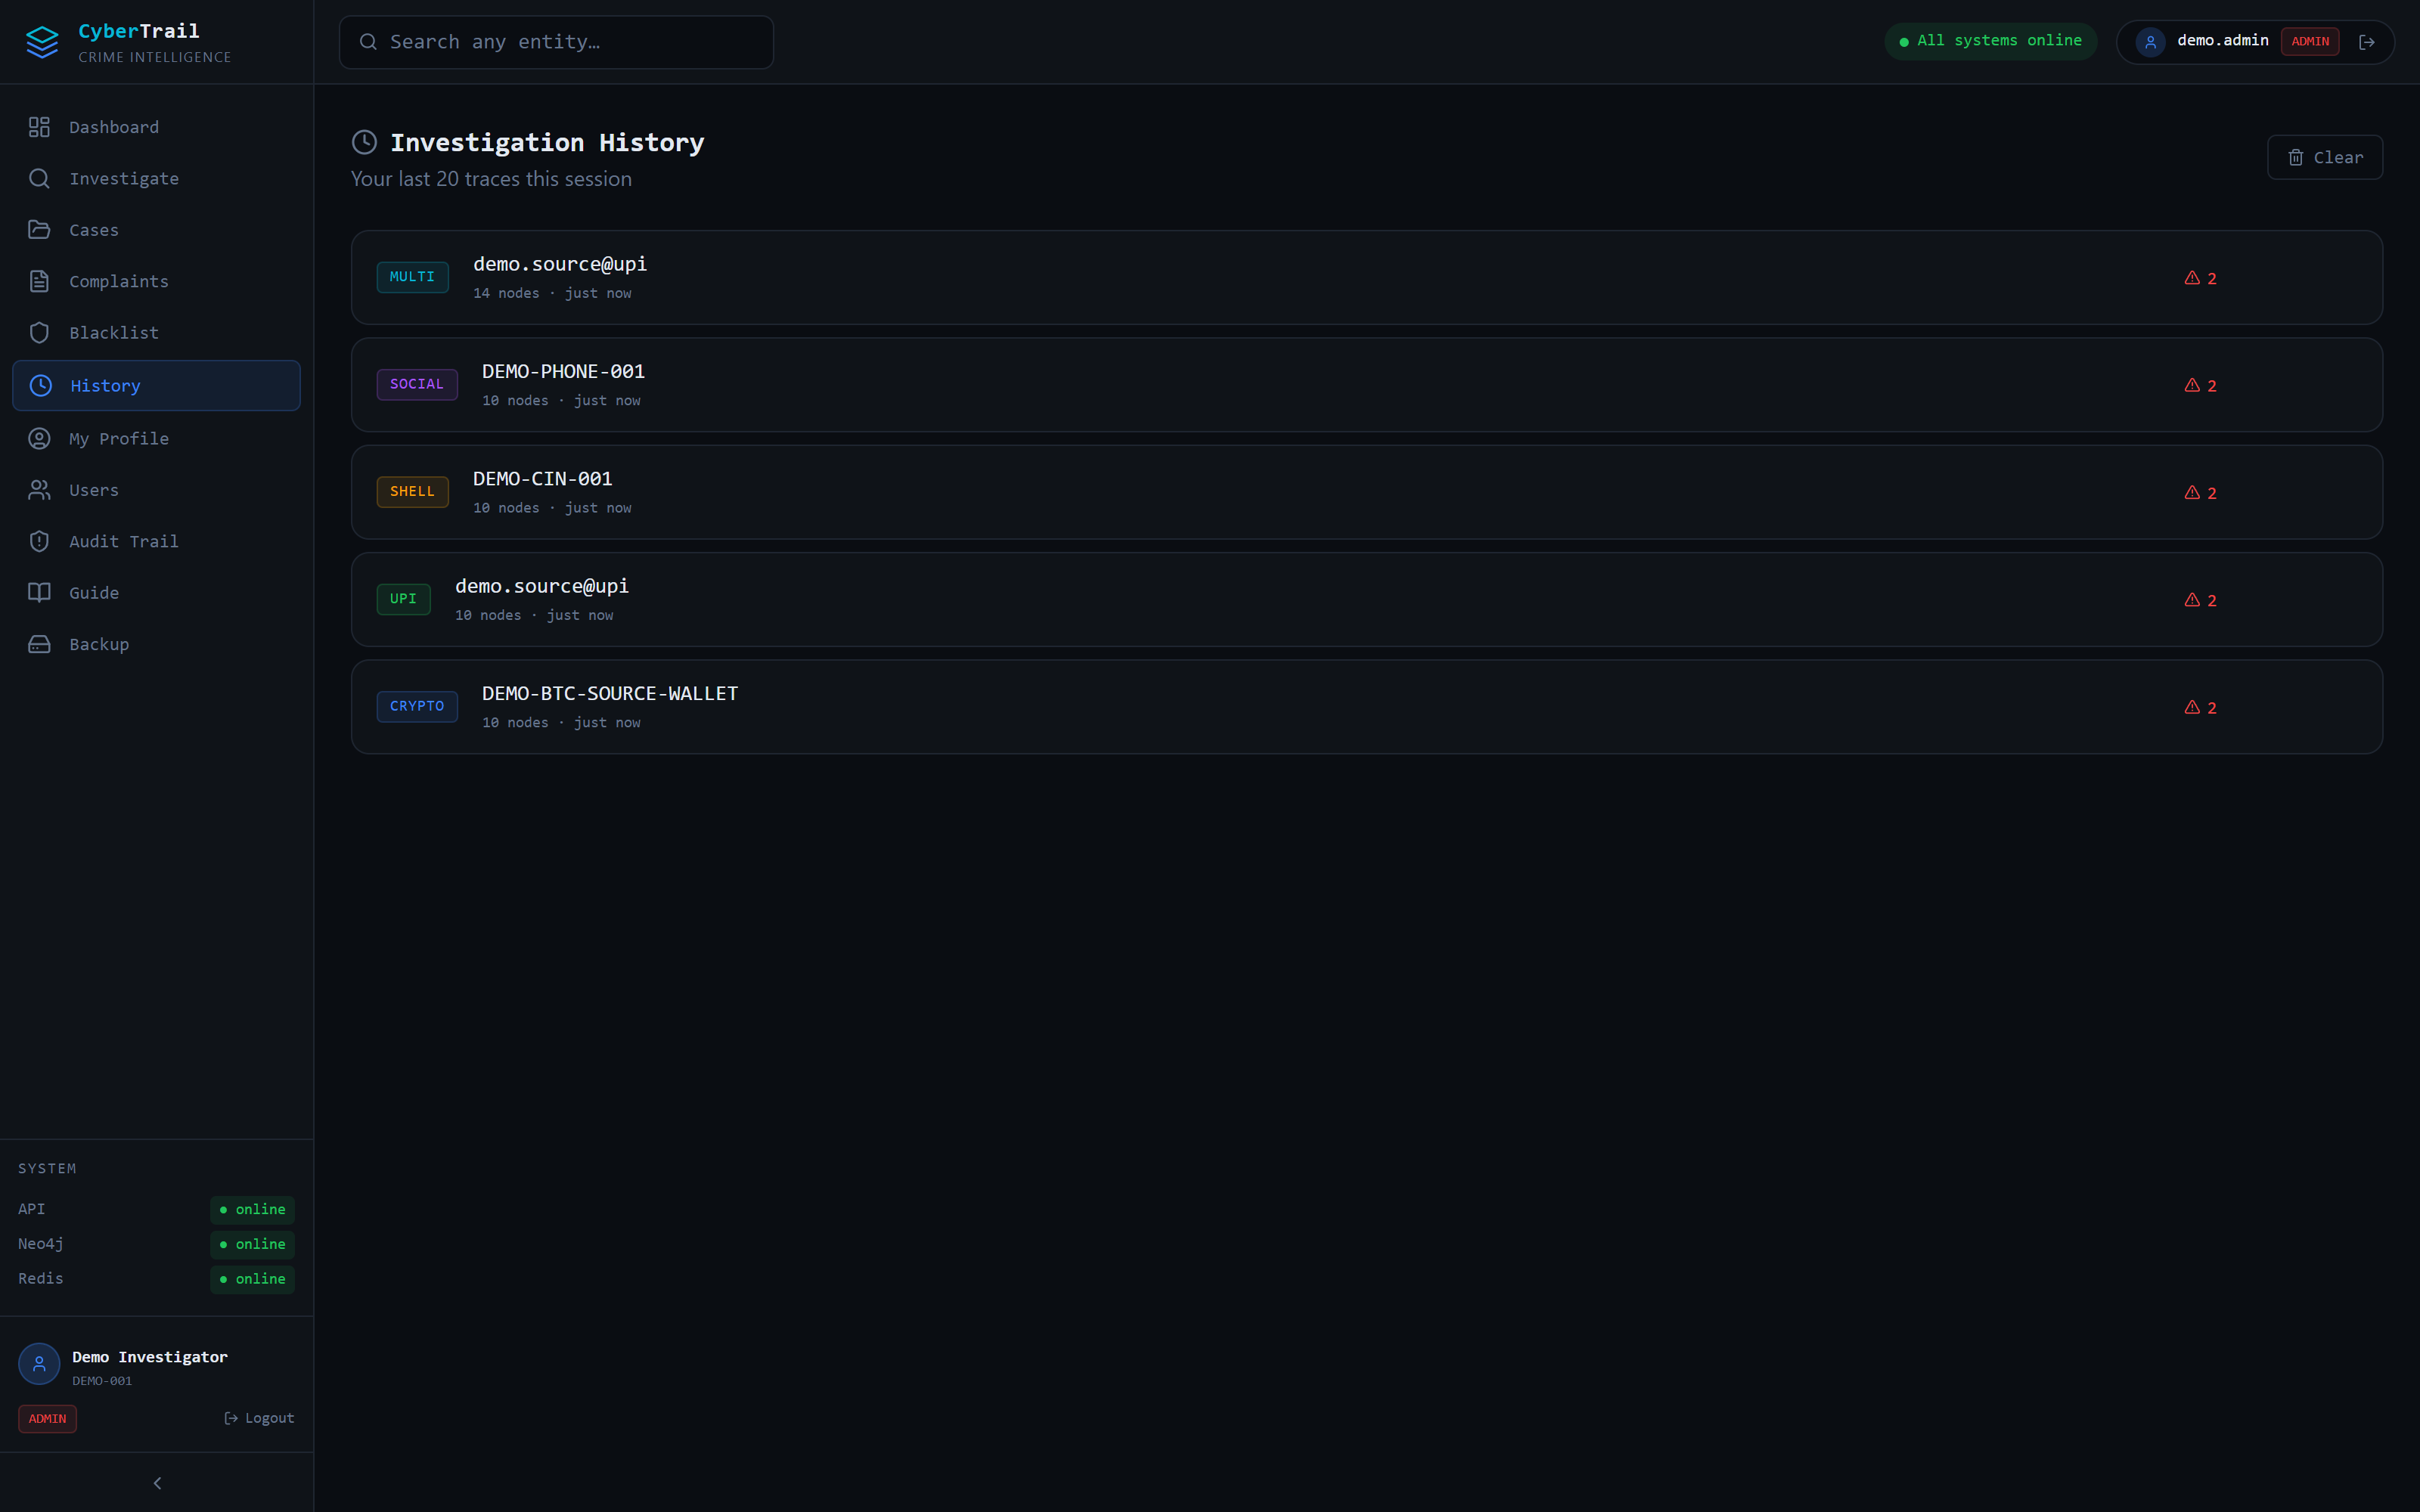 CyberTrail
CRIME INTELLIGENCE
Search any entity…
All systems online
demo.admin
ADMIN
Dashboard
Investigate
Cases
Complaints
Blacklist
History
My Profile
Users
Audit Trail
Guide
Backup
Investigation History
Your last 20 traces this session
Clear
MULTI
demo.source@upi
14 nodes · just now
2
SOCIAL
DEMO-PHONE-001
10 nodes · just now
2
SHELL
DEMO-CIN-001
10 nodes · just now
2
UPI
demo.source@upi
10 nodes · just now
2
CRYPTO
DEMO-BTC-SOURCE-WALLET
10 nodes · just now
2
SYSTEM
API online
Neo4j online
Redis online
Demo Investigator
DEMO-001
ADMIN
Logout